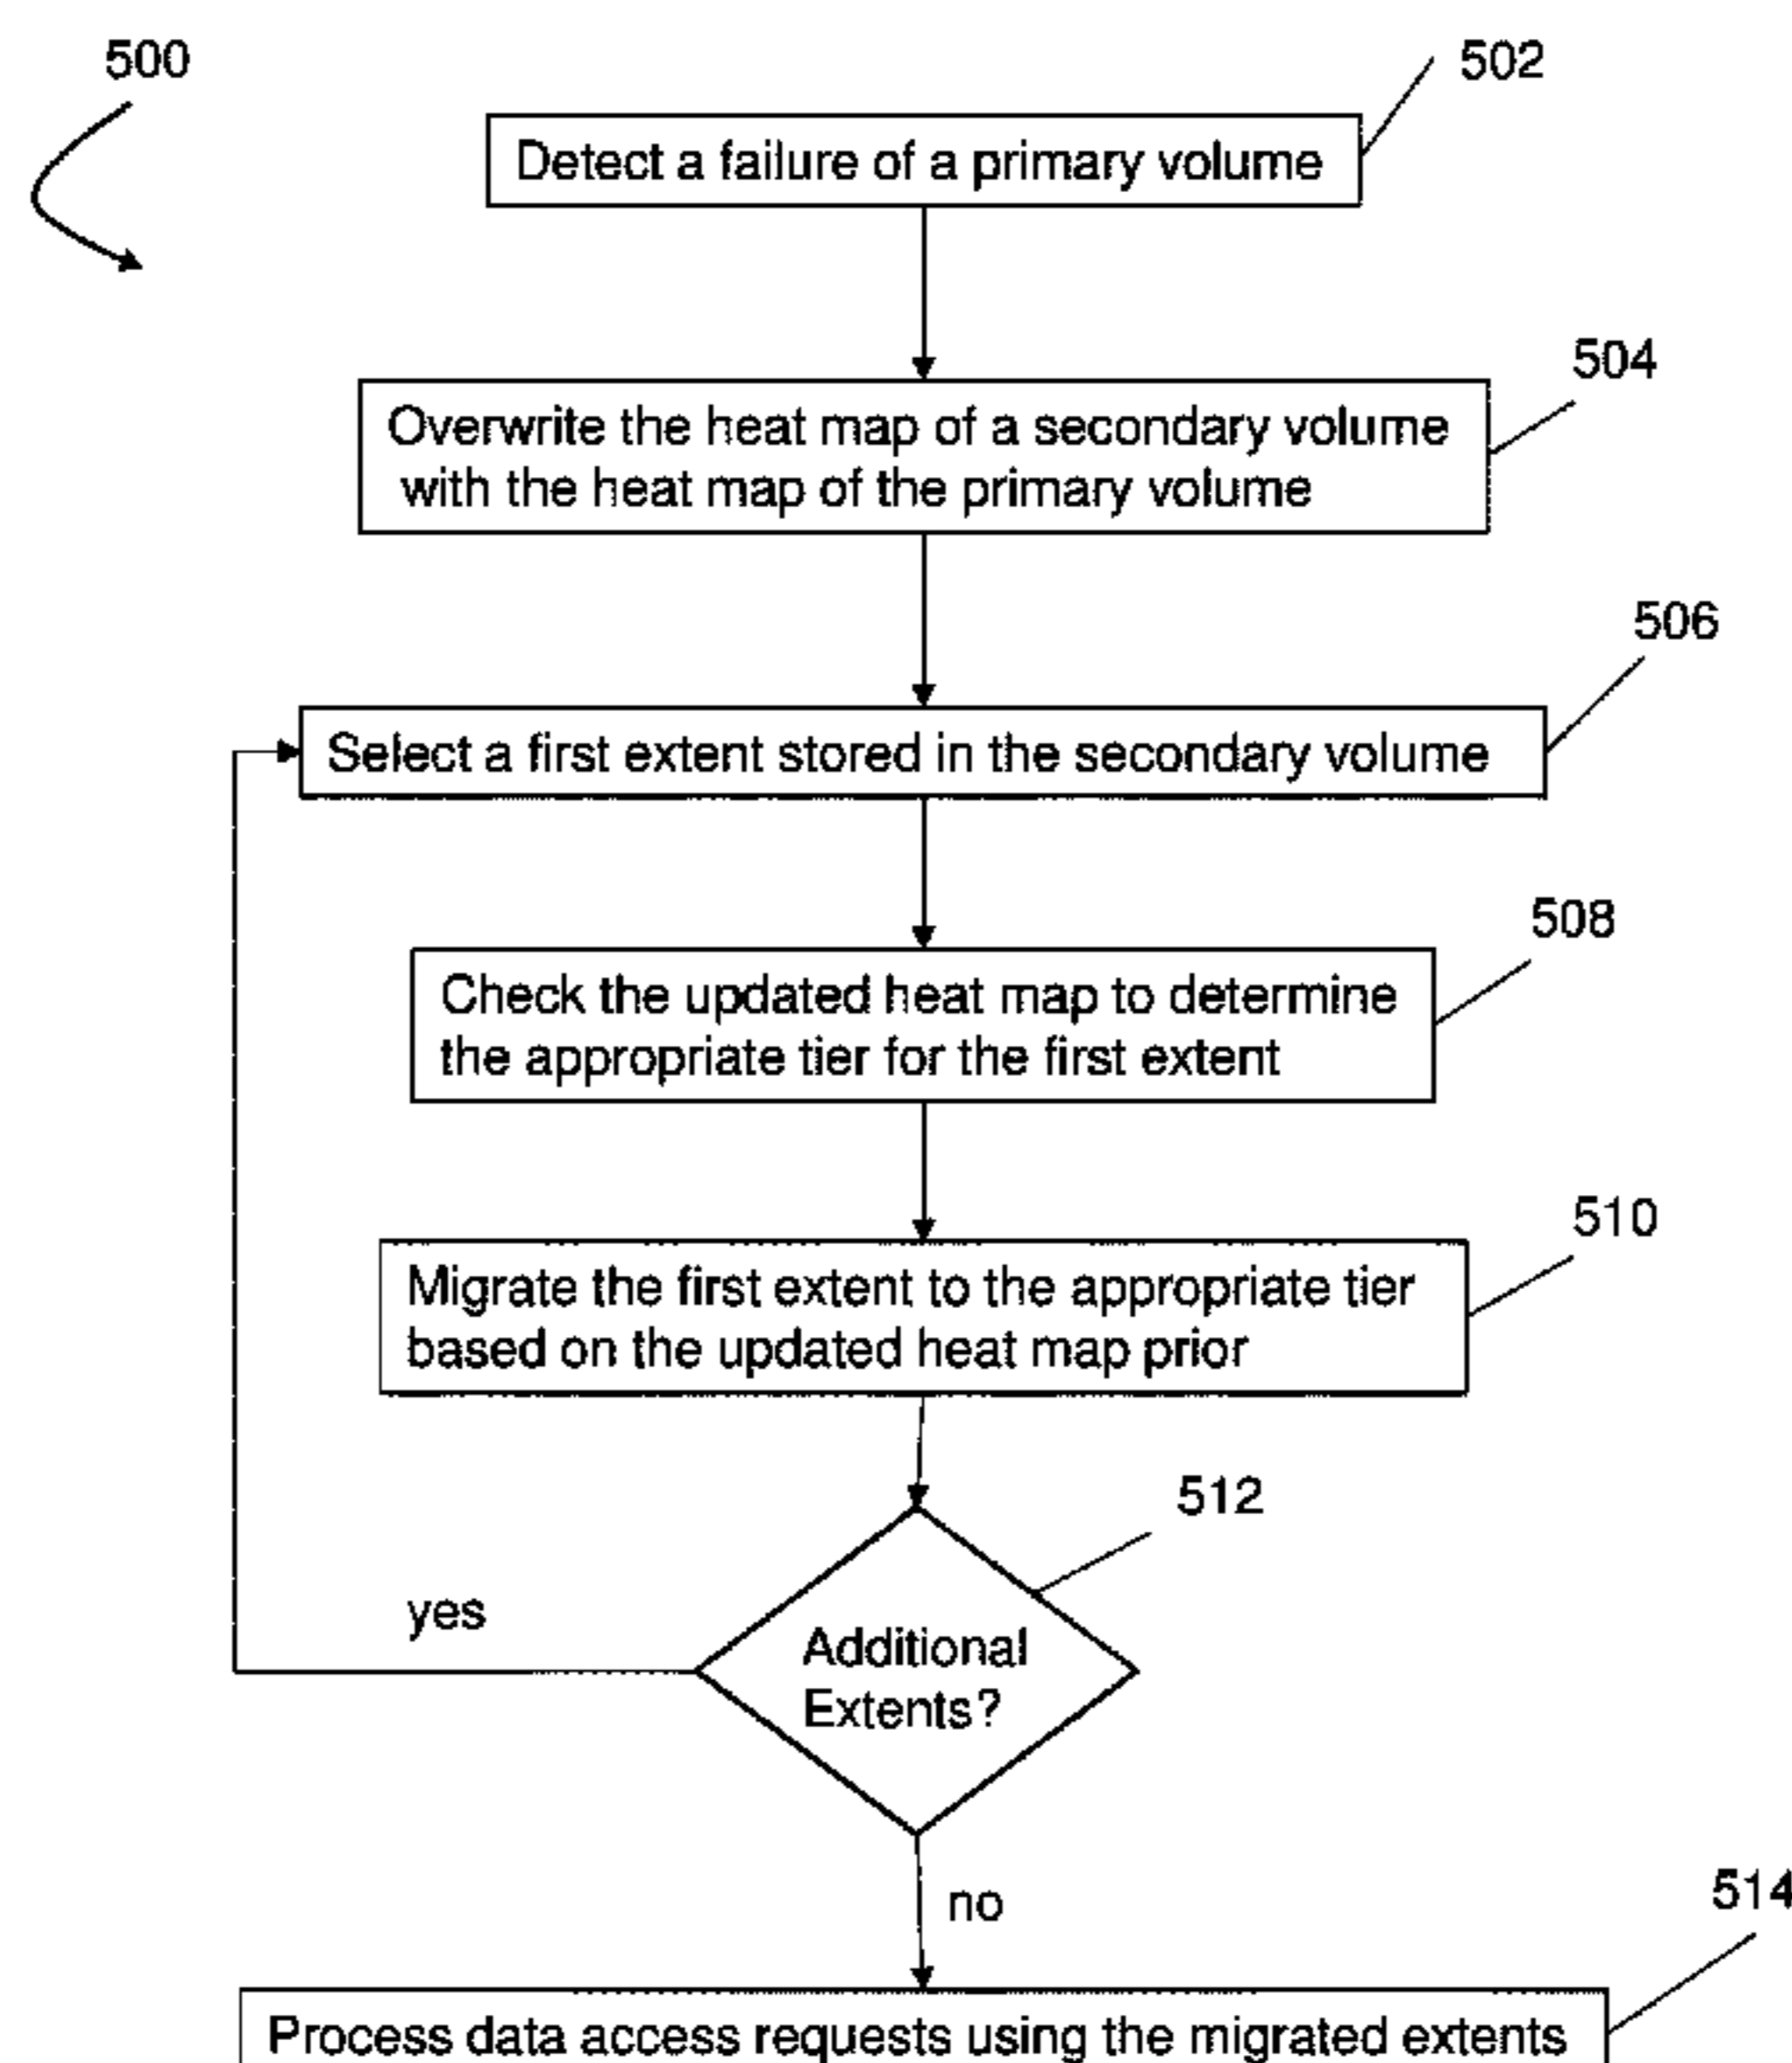 500
502
Detect a failure of a primary volume
504
Overwrite the heat map of a secondary volume
with the heat map of the primary volume
506
Select a first extent stored in the secondary volume
508
Check the updated heat map to determine
the appropriate tier for the first extent
510
Migrate the first extent to the appropriate tier
based on the updated heat map prior
512
yes
Additional
Extents?
no
514
Process data access requests using the migrated extents